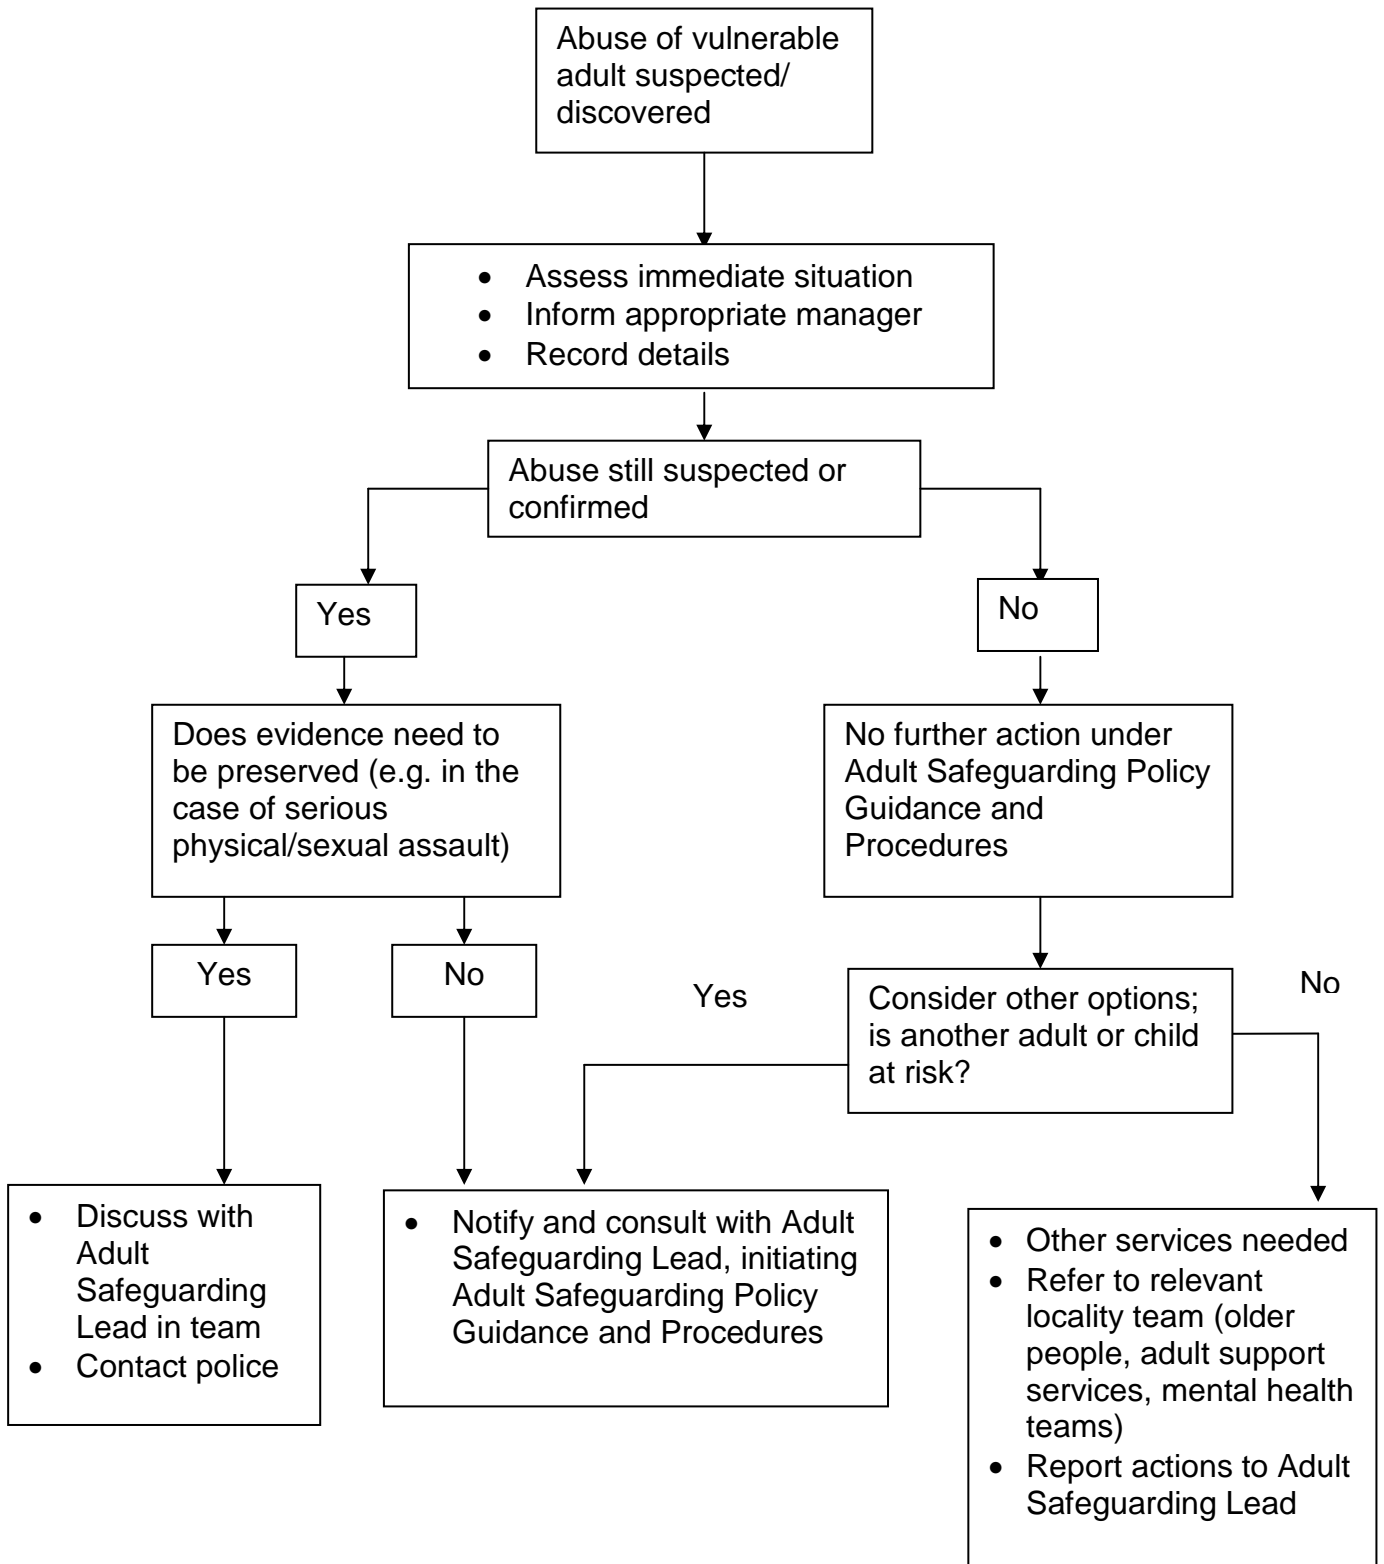 Abuse of vulnerable
adult suspected/
discovered
• Assess immediate situation
• Inform appropriate manager
• Record details
Abuse still suspected or
confirmed
Yes
No
Does evidence need to
be preserved (e.g. in the
case of serious
physical/sexual assault)
No further action under
Adult Safeguarding Policy
Guidance and
Procedures
Yes
No
Yes
Consider other options;
is another adult or child
at risk?
No
• Discuss with
Adult
Safeguarding
Lead in team
• Contact police
• Notify and consult with Adult
Safeguarding Lead, initiating
Adult Safeguarding Policy
Guidance and Procedures
• Other services needed
• Refer to relevant
locality team (older
people, adult support
services, mental health
teams)
• Report actions to Adult
Safeguarding Lead